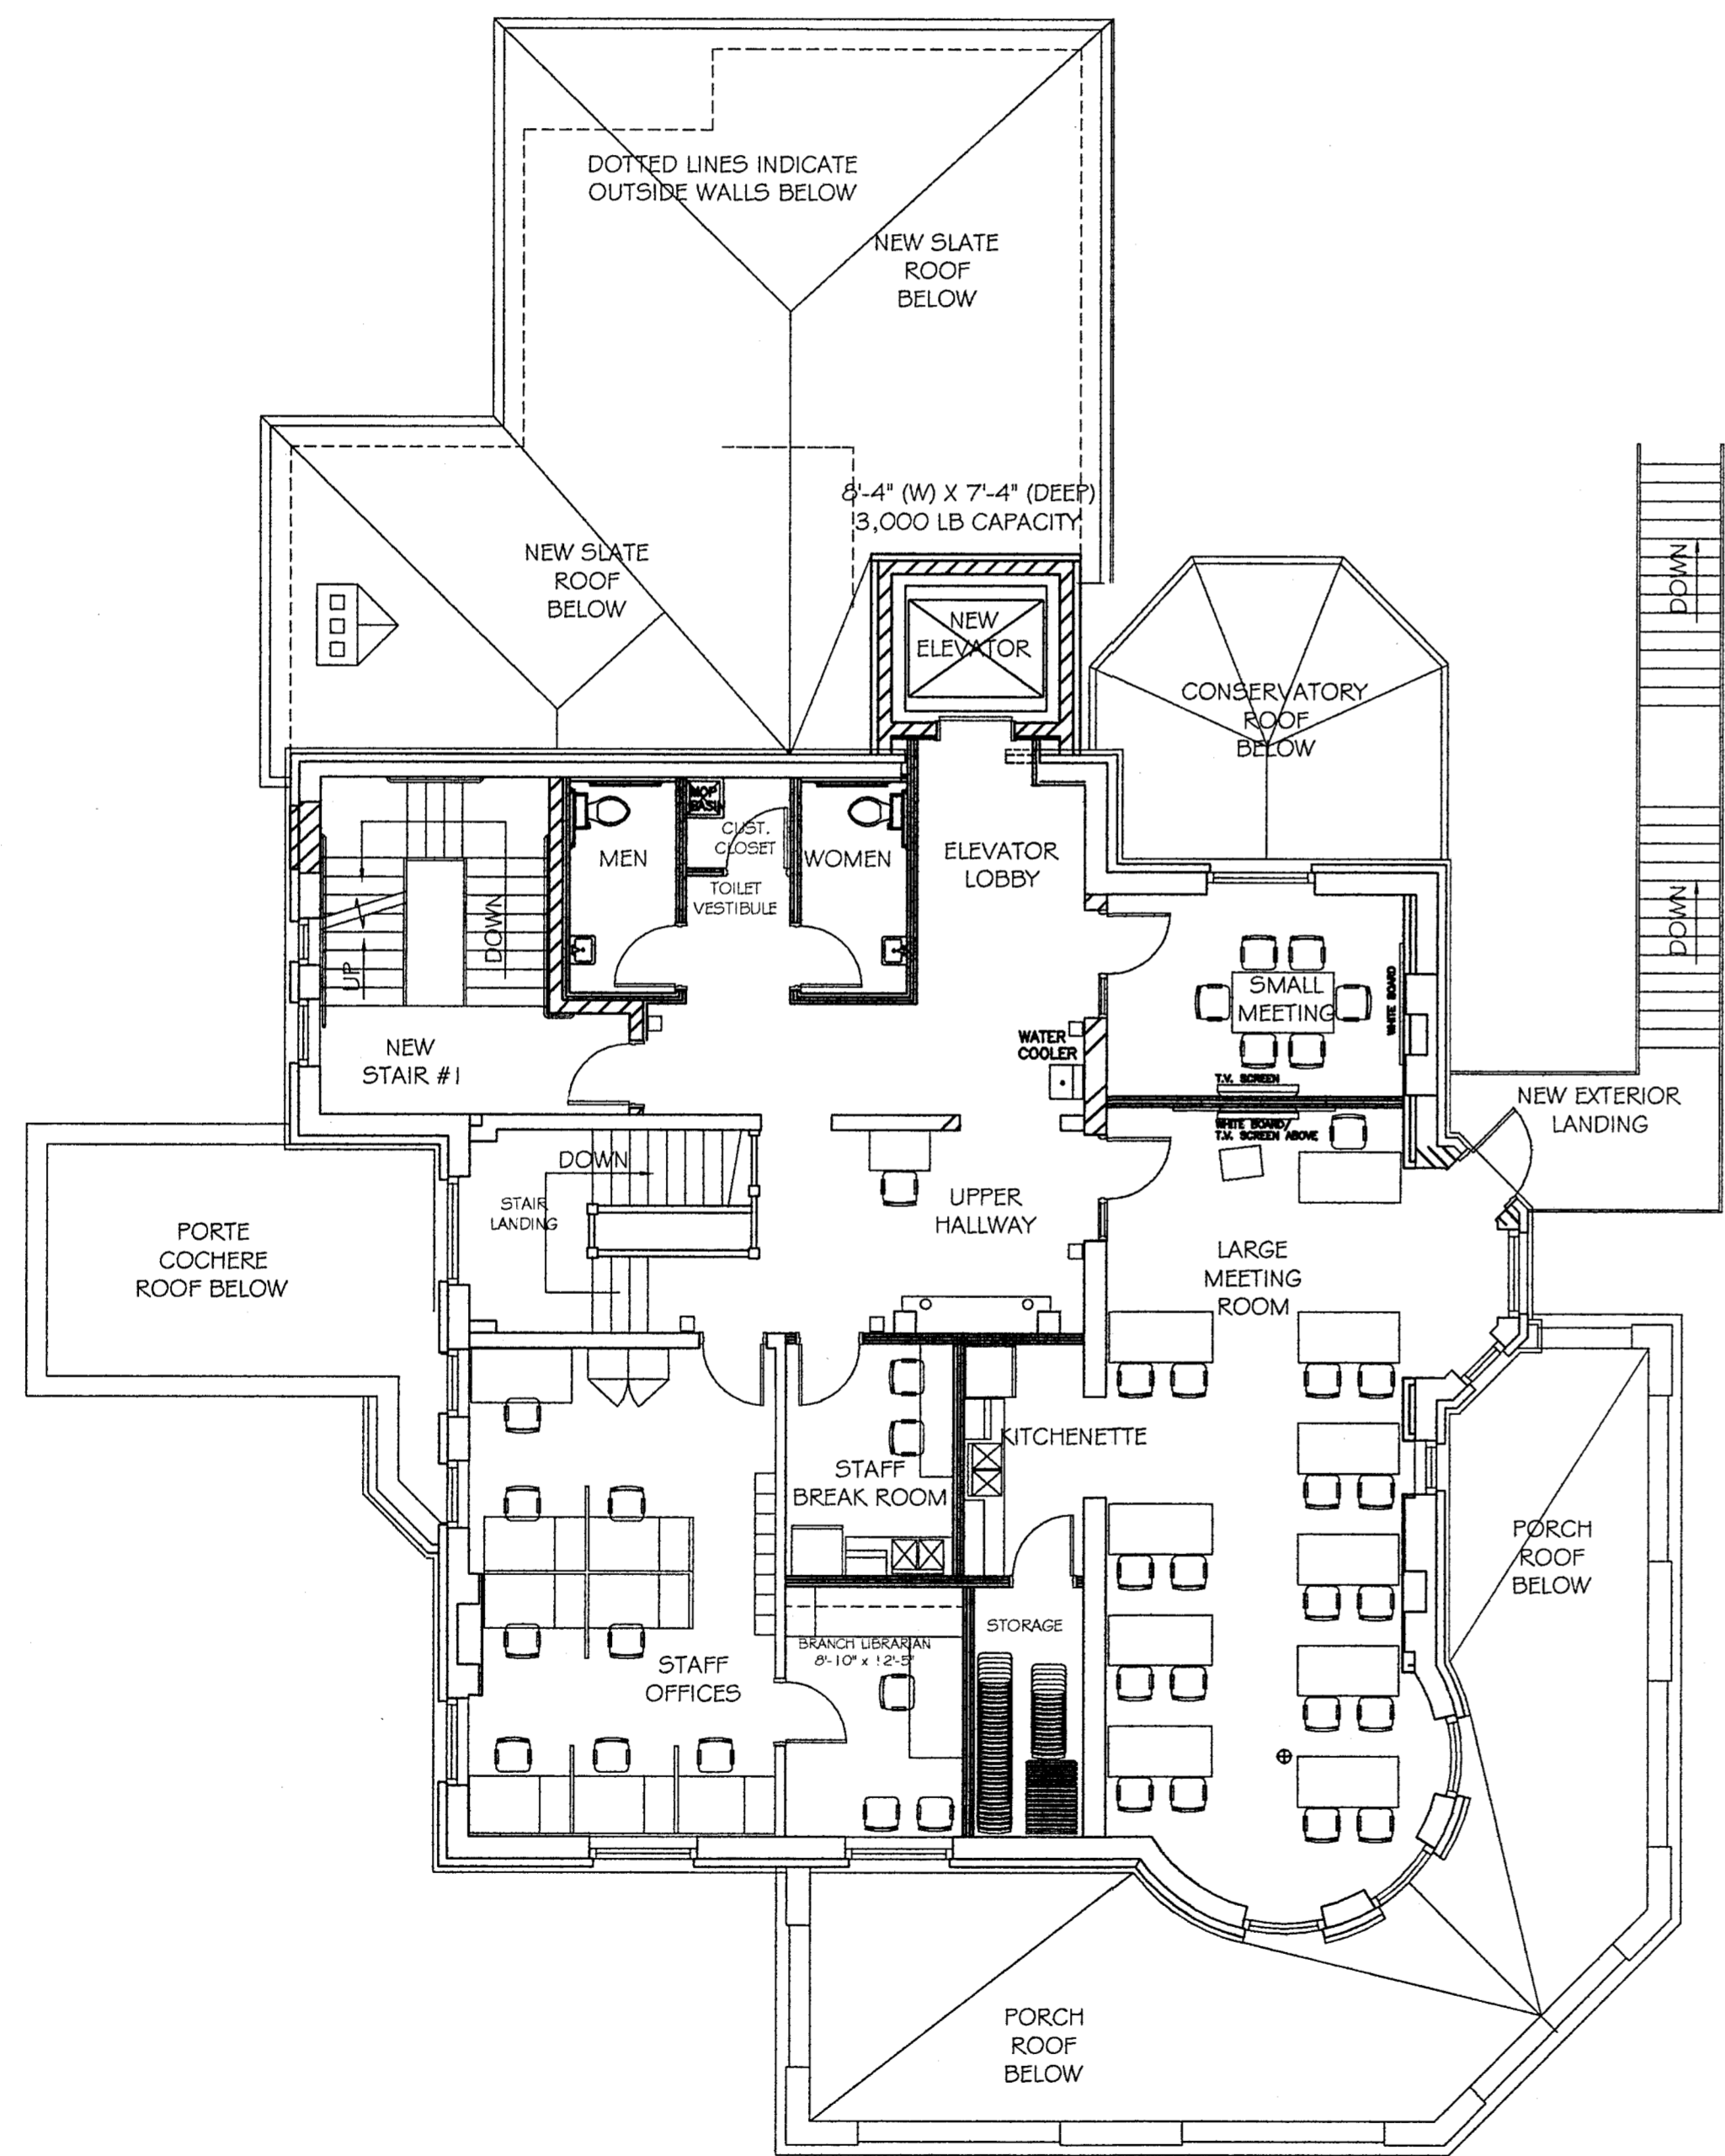 DOTTED LINES INDICATE
OUTSIDE WALLS BELOW
NEW SLATE
ROOF
BELOW
8'-4" (W) X 7'-4" (DEEP)
3,000 LB CAPACITY
NEW SLATE
ROOF
BELOW
NEW
ELEVATOR
CONSERVATORY
ROOF
BELOW
DOWN
DOWN
MOP
BASIN
CUST.
CLOSET
MEN
WOMEN
TOILET
VESTIBULE
ELEVATOR
LOBBY
UP
DOWN
SMALL
MEETING
WHITE BOARD
T.V. SCREEN
WATER
COOLER
NEW
STAIR #1
WHITE BOARD/
T.V. SCREEN ABOVE
NEW EXTERIOR
LANDING
DOWN
STAIR
LANDING
UPPER
HALLWAY
PORTE
COCHERE
ROOF BELOW
LARGE
MEETING
ROOM
KITCHENETTE
STAFF
BREAK ROOM
PORCH
ROOF
BELOW
STORAGE
BRANCH LIBRARIAN
8'-10" x 12'-5"
STAFF
OFFICES
PORCH
ROOF
BELOW